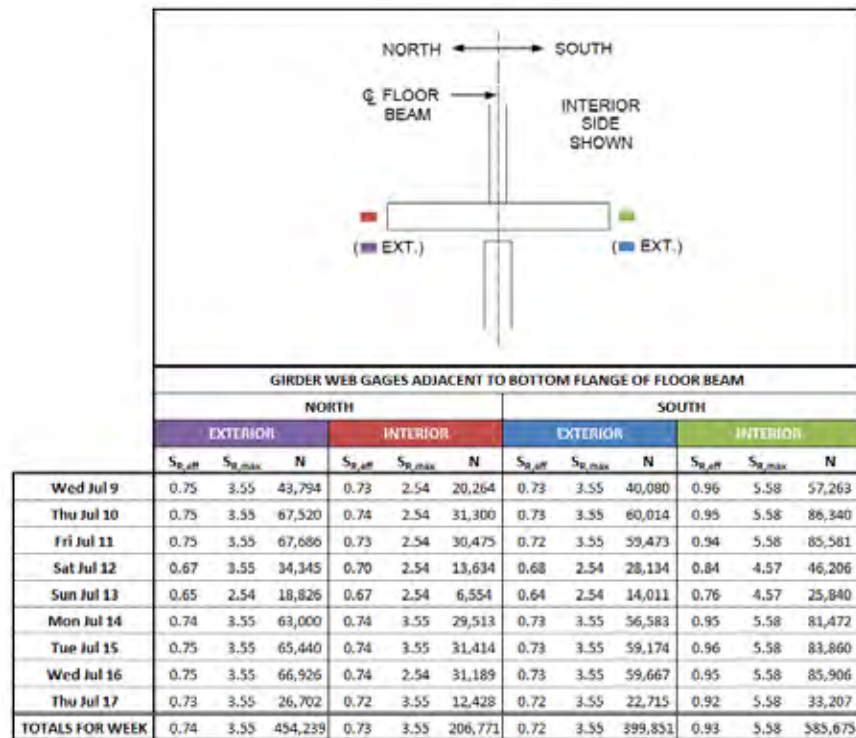 NORTH SOUTH
℄ FLOOR BEAM
INTERIOR SIDE SHOWN
( EXT.) ( EXT.)
GIRDER WEB GAGES ADJACENT TO BOTTOM FLANGE OF FLOOR BEAM
NORTH SOUTH
EXTERIOR INTERIOR EXTERIOR INTERIOR
SR,eff SR,max N SR,eff SR,max N SR,eff SR,max N SR,eff SR,max N
Wed Jul 9 0.75 3.55 43,794 0.73 2.54 20,264 0.73 3.55 40,080 0.96 5.58 57,263
Thu Jul 10 0.75 3.55 67,520 0.74 2.54 31,300 0.73 3.55 60,014 0.95 5.58 86,340
Fri Jul 11 0.75 3.55 67,686 0.73 2.54 30,475 0.72 3.55 59,473 0.94 5.58 85,581
Sat Jul 12 0.67 3.55 34,345 0.70 2.54 13,634 0.68 2.54 28,134 0.84 4.57 46,206
Sun Jul 13 0.65 2.54 18,826 0.67 2.54 6,554 0.64 2.54 14,011 0.76 4.57 25,840
Mon Jul 14 0.74 3.55 63,000 0.74 3.55 29,513 0.73 3.55 56,583 0.95 5.58 81,472
Tue Jul 15 0.75 3.55 65,440 0.74 3.55 31,414 0.73 3.55 59,174 0.96 5.58 83,860
Wed Jul 16 0.75 3.55 66,926 0.74 2.54 31,189 0.73 3.55 59,667 0.95 5.58 85,906
Thu Jul 17 0.73 3.55 26,702 0.72 3.55 12,428 0.72 3.55 22,715 0.92 5.58 33,207
TOTALS FOR WEEK 0.74 3.55 454,239 0.73 3.55 206,771 0.72 3.55 399,851 0.93 5.58 585,675